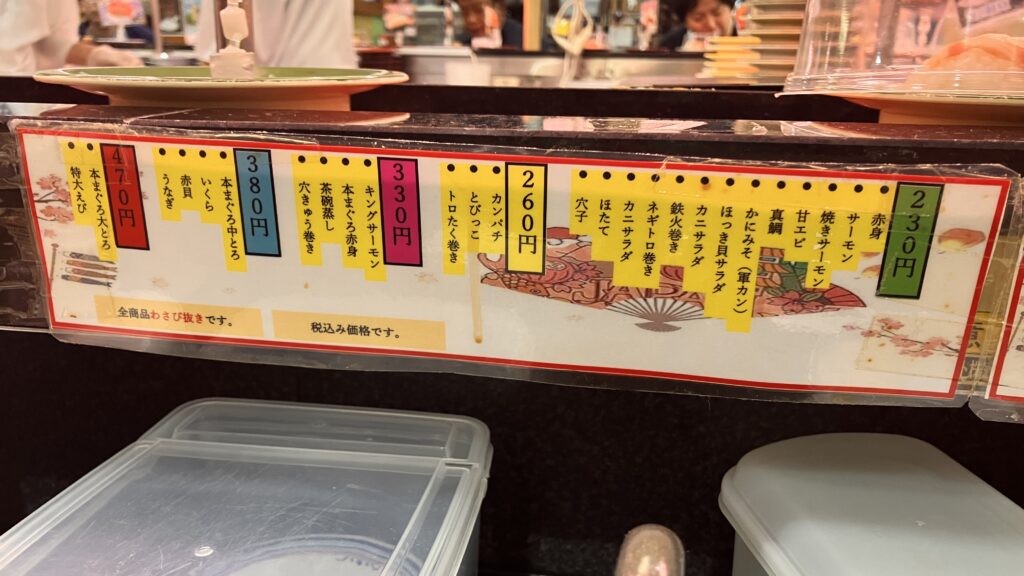 230円
・赤身
・サーモン
・焼きサーモン
・甘エビ
・真鯛
・かにみそ(軍カン)
・ほっき貝サラダ
・カニサラダ
・鉄火巻き
・ネギトロ巻き
・カニサラダ
・ほたて
・穴子
260円
・カンパチ
・とびっこ
・トロたく巻き
330円
・キングサーモン
・本まぐろ赤身
・茶碗蒸し
・穴きゅう巻き
380円
・本まぐろ中とろ
・いくら
・赤貝
・うなぎ
470円
・本まぐろ大とろ
・特大えび
全商品わさび抜きです。
税込み価格です。
JAPAN